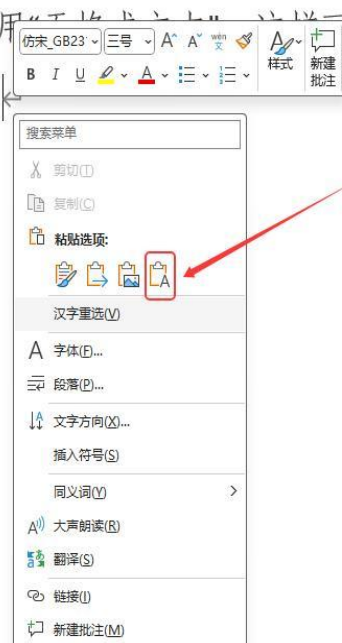 仿宋_GB23 三号 A A wén 文
样式 新建
批注
B I U A
搜索菜单
剪切(T)
复制(C)
粘贴选项:
A
汉字重选(V)
A 字体(F)...
段落(P)...
文字方向(X)...
插入符号(S)
同义词(Y)
大声朗读(R)
翻译(S)
链接(I)
新建批注(M)